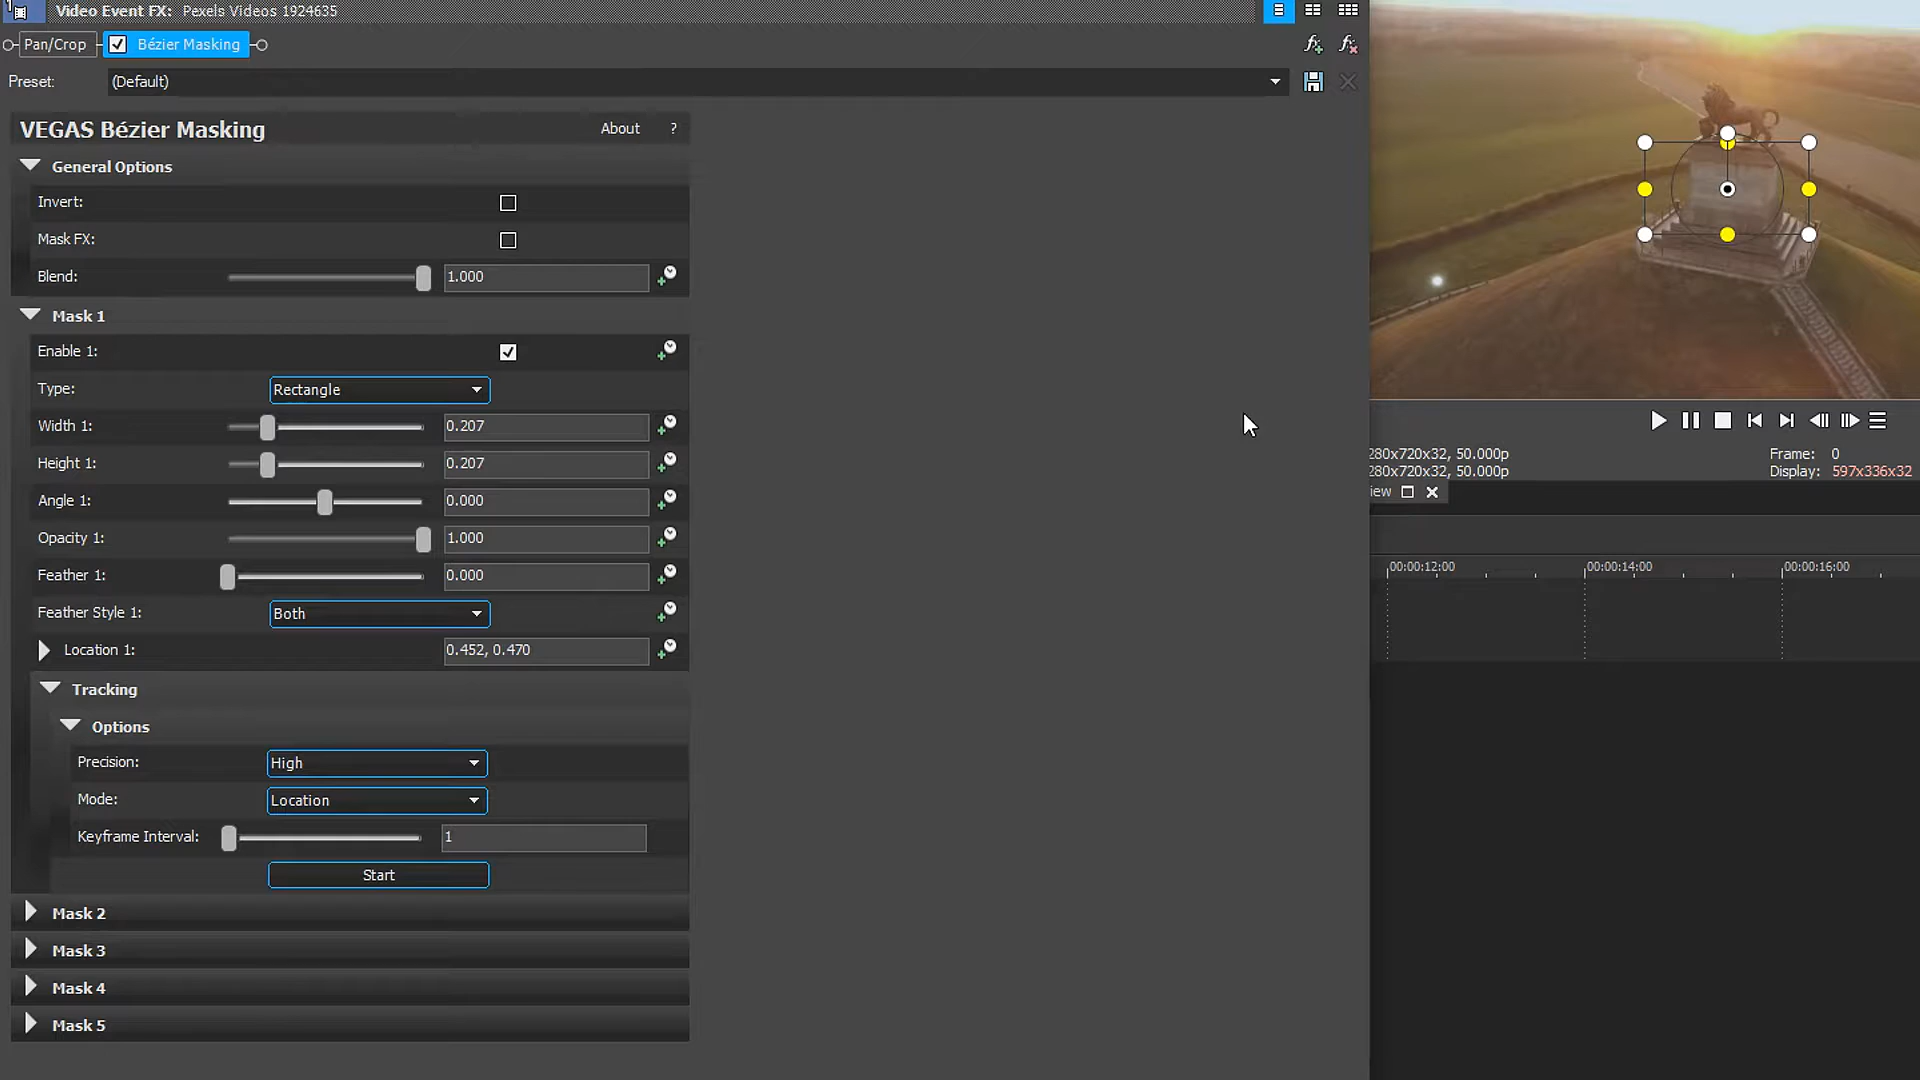 Video Event FX: Pexels Videos 1924635
Pan/Crop Bézier Masking
Preset: (Default)
VEGAS Bézier Masking About ?
General Options
Invert:
Mask FX:
Blend: 1.000
Mask 1
Enable 1:
Type: Rectangle
Width 1: 0.207
Height 1: 0.207
Angle 1: 0.000
Opacity 1: 1.000
Feather 1: 0.000
Feather Style 1: Both
Location 1: 0.452, 0.470
Tracking
Options
Precision: High
Mode: Location
Keyframe Interval: 1
Start
Mask 2
Mask 3
Mask 4
Mask 5
280x720x32, 50.000p Frame: 0
280x720x32, 50.000p Display: 597x336x32
iew
00:00:12:00 00:00:14:00 00:00:16:00